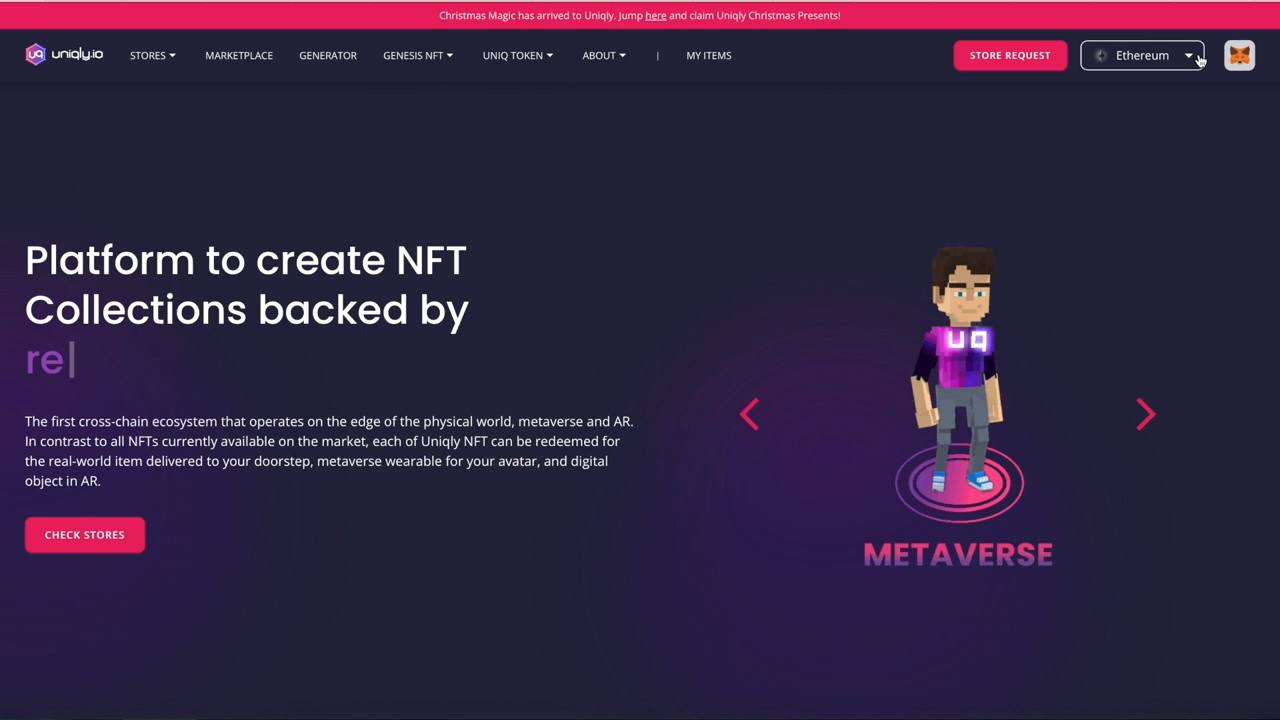 Christmas Magic has arrived to Uniqly. Jump here and claim Uniqly Christmas Presents!
uq uniqly.io STORES MARKETPLACE GENERATOR GENESIS NFT UNIQ TOKEN ABOUT | MY ITEMS STORE REQUEST Ethereum
Platform to create NFT
Collections backed by
re|
uq
The first cross-chain ecosystem that operates on the edge of the physical world, metaverse and AR.
In contrast to all NFTs currently available on the market, each of Uniqly NFT can be redeemed for
the real-world item delivered to your doorstep, metaverse wearable for your avatar, and digital
object in AR.
CHECK STORES
METAVERSE